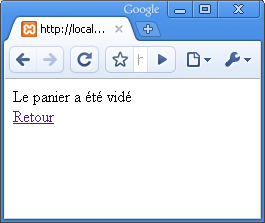 Google
http://local...
Le panier a été vidé
Retour